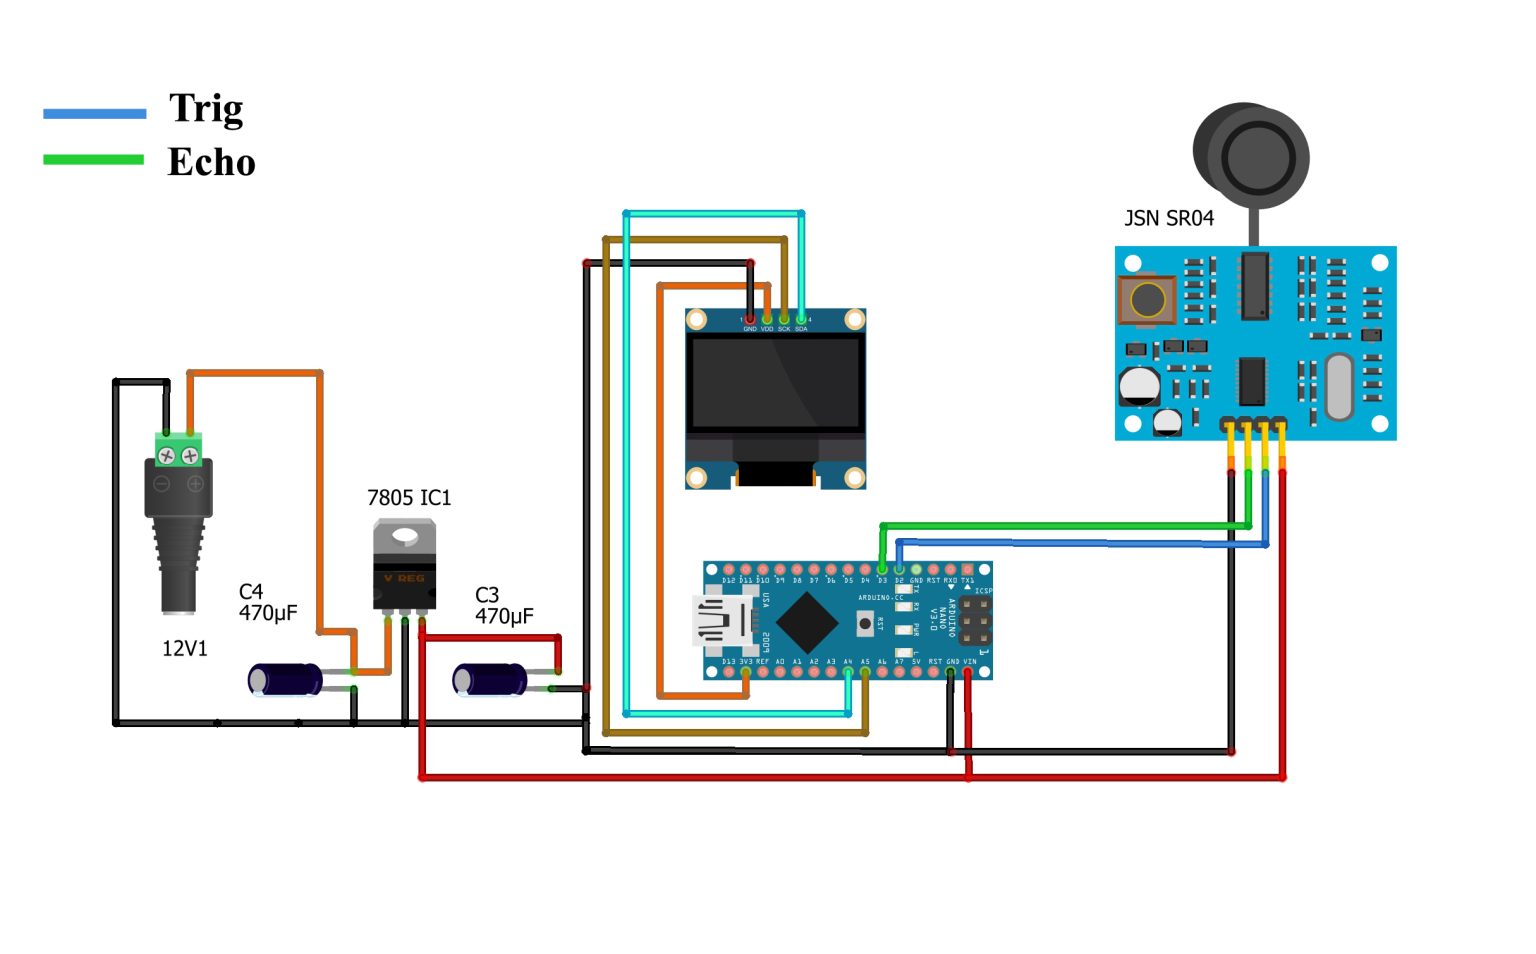 Trig
Echo
JSN SR04
1
4
GND VDD SCK SDA
7805 IC1
V REG
C4
470µF
C3
470µF
12V1
D12 D11 D10 D9 D8 D7 D6 D5 D4 D3 D2 GND RST RX0 TX1
ARDUINO.CC
ICSP
TX
RX
PWR
L
USA
RST
ARDUINO
NANO
V3.0
D13 3V3 REF A0 A1 A2 A3 A4 A5 A6 A7 5V RST GND VIN